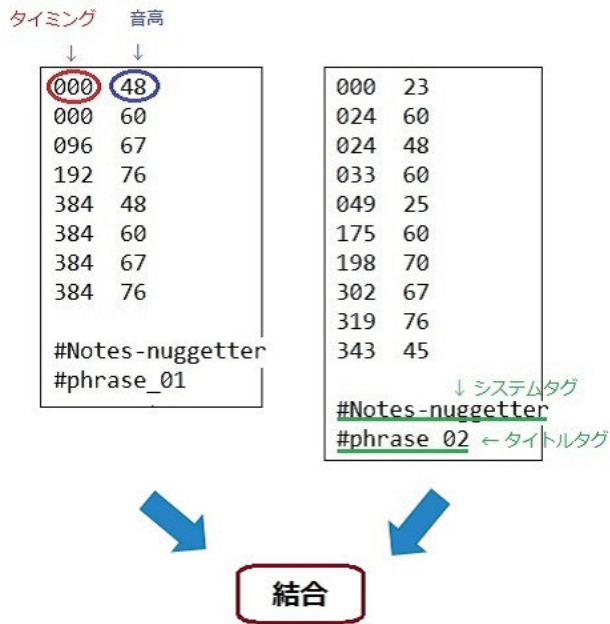 タイミング 音高
↓ ↓
000 48
000 60
096 67
192 76
384 48
384 60
384 67
384 76
#Notes-nuggetter
#phrase_01
000 23
024 60
024 48
033 60
049 25
175 60
198 70
302 67
319 76
343 45
↓ システムタグ
#Notes-nuggetter
#phrase_02 ←タイトルタグ
結合